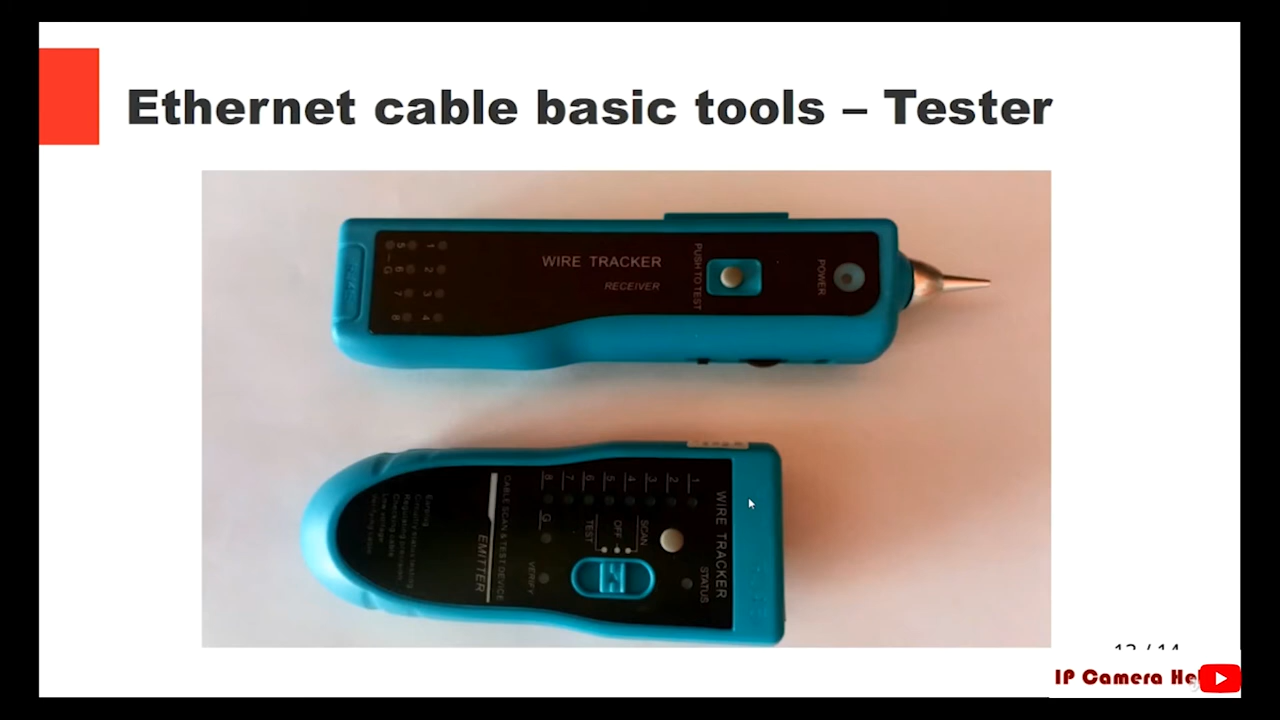 Ethernet cable basic tools – Tester
WIRE TRACKER
RECEIVER
PUSH TO TEST
POWER
1
2
3
4
5
6
7
8
G
WIRE TRACKER
STATUS
1
2
3
4
5
6
7
8
G
SCAN
OFF
TEST
VERIFY
CABLE SCAN & TEST DEVICE
EMITTER
IP Camera